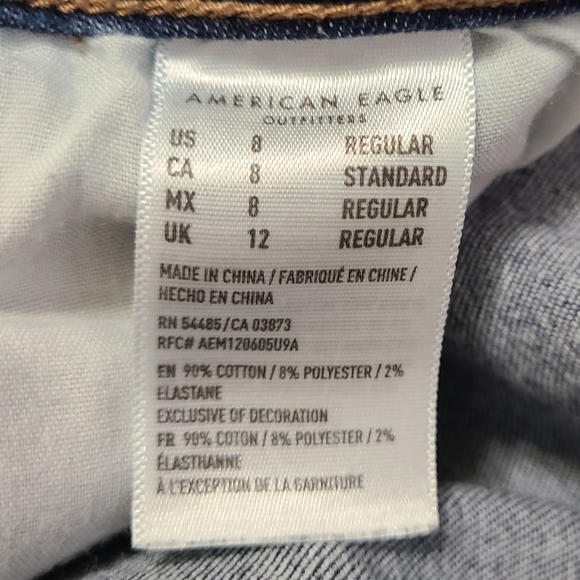 AMERICAN EAGLE
OUTFITTERS
US 8 REGULAR
CA 8 STANDARD
MX 8 REGULAR
UK 12 REGULAR
MADE IN CHINA / FABRIQUÉ EN CHINE /
HECHO EN CHINA
RN 54485/CA 03873
RFC# AEM120605U9A
EN 90% COTTON / 8% POLYESTER / 2%
ELASTANE
EXCLUSIVE OF DECORATION
FR 90% COTON / 8% POLYESTER / 2%
ÉLASTHANNE
À L'EXCEPTION DE LA GARNITURE